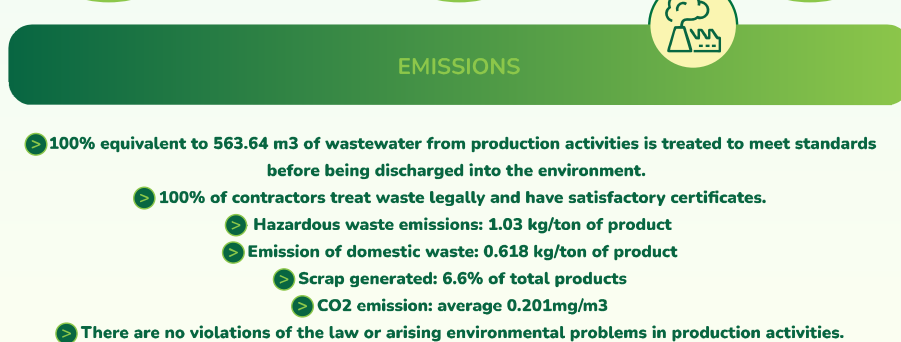 EMISSIONS
> 100% equivalent to 563.64 m3 of wastewater from production activities is treated to meet standards
before being discharged into the environment.
> 100% of contractors treat waste legally and have satisfactory certificates.
> Hazardous waste emissions: 1.03 kg/ton of product
> Emission of domestic waste: 0.618 kg/ton of product
> Scrap generated: 6.6% of total products
> CO2 emission: average 0.201mg/m3
> There are no violations of the law or arising environmental problems in production activities.